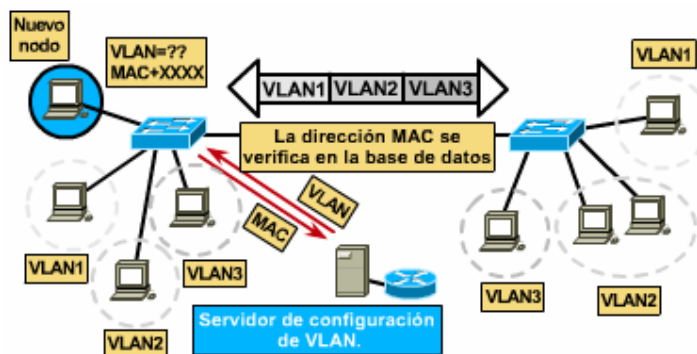 Nuevo
nodo
VLAN=??
MAC+XXXX
VLAN1 VLAN2 VLAN3
VLAN1
La dirección MAC se
verifica en la base de datos
VLAN
MAC
VLAN1
VLAN3
VLAN2
VLAN3
VLAN2
Servidor de configuración
de VLAN.